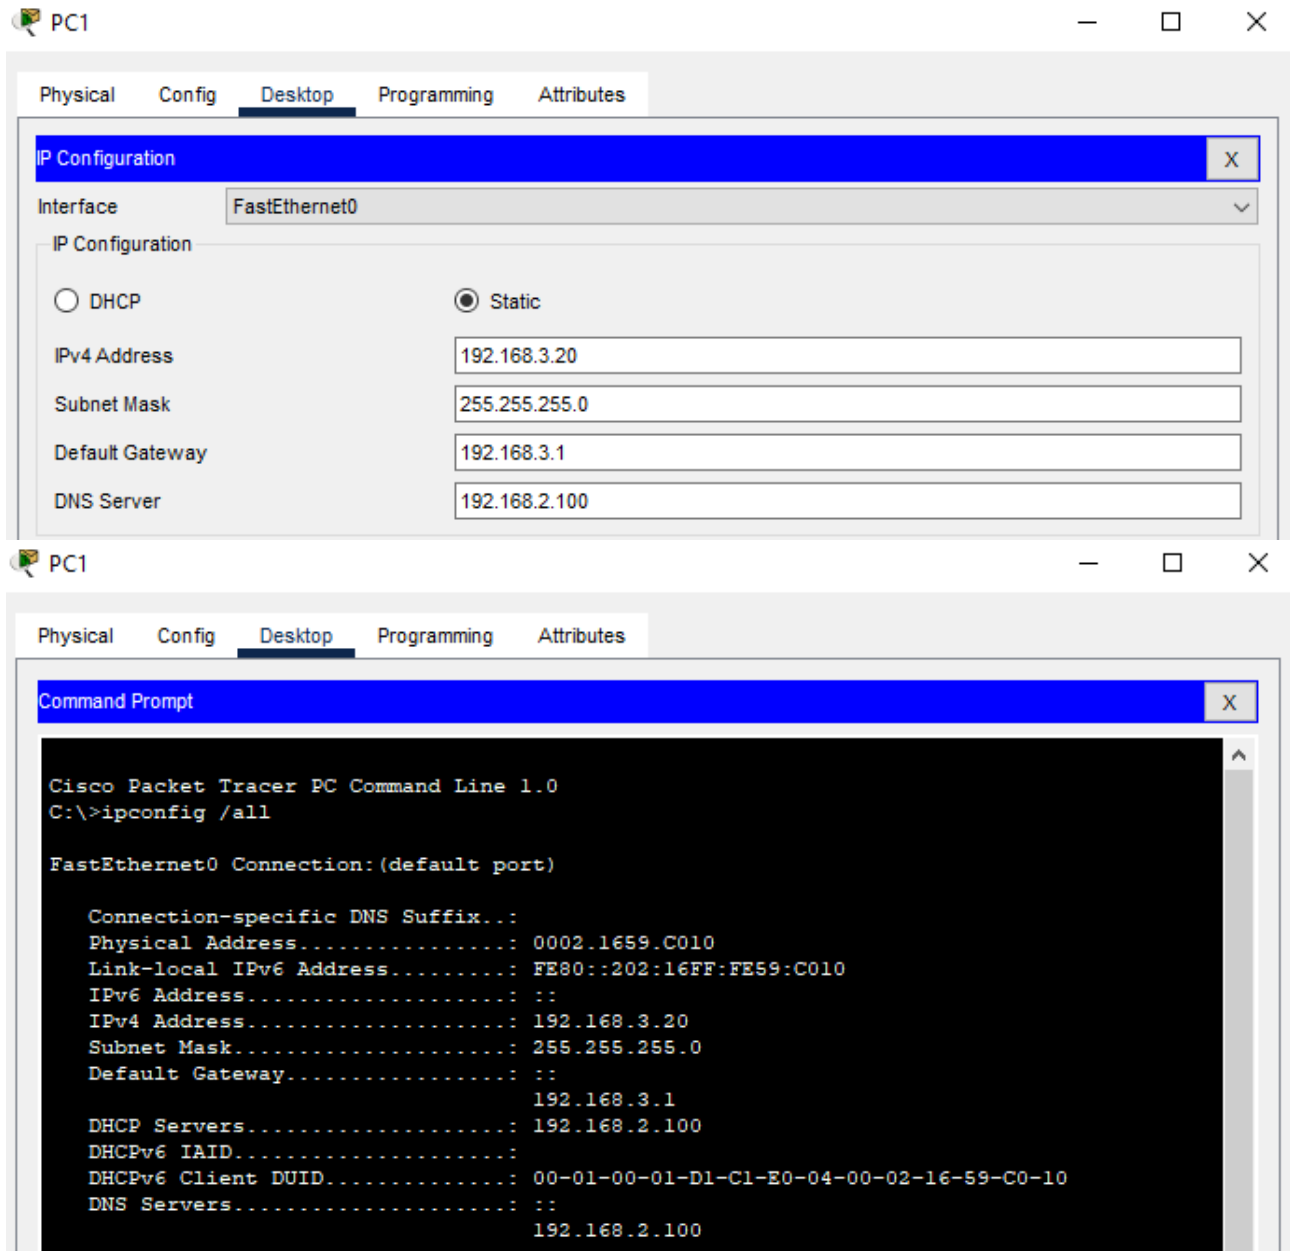 PC1
Physical Config Desktop Programming Attributes
IP Configuration X
Interface FastEthernet0
IP Configuration
DHCP Static
IPv4 Address 192.168.3.20
Subnet Mask 255.255.255.0
Default Gateway 192.168.3.1
DNS Server 192.168.2.100
PC1
Physical Config Desktop Programming Attributes
Command Prompt X
Cisco Packet Tracer PC Command Line 1.0
C:\>ipconfig /all
FastEthernet0 Connection:(default port)
Connection-specific DNS Suffix..:
Physical Address................: 0002.1659.C010
Link-local IPv6 Address.........: FE80::202:16FF:FE59:C010
IPv6 Address....................: ::
IPv4 Address....................: 192.168.3.20
Subnet Mask.....................: 255.255.255.0
Default Gateway.................: ::
192.168.3.1
DHCP Servers....................: 192.168.2.100
DHCPv6 IAID.....................:
DHCPv6 Client DUID..............: 00-01-00-01-D1-C1-E0-04-00-02-16-59-C0-10
DNS Servers.....................: ::
192.168.2.100